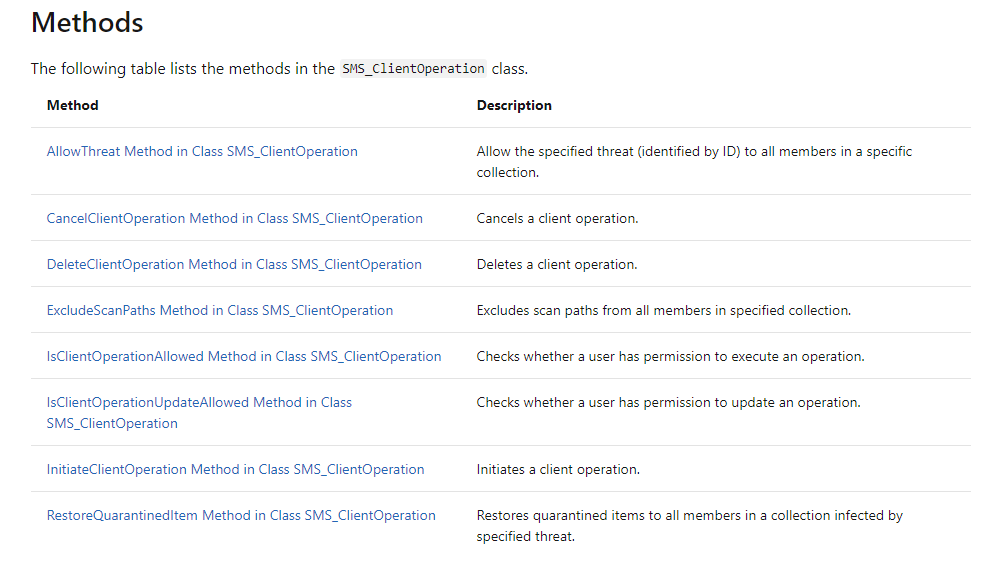 Methods
The following table lists the methods in the SMS_ClientOperation class.
Method Description
AllowThreat Method in Class SMS_ClientOperation Allow the specified threat (identified by ID) to all members in a specific
collection.
CancelClientOperation Method in Class SMS_ClientOperation Cancels a client operation.
DeleteClientOperation Method in Class SMS_ClientOperation Deletes a client operation.
ExcludeScanPaths Method in Class SMS_ClientOperation Excludes scan paths from all members in specified collection.
IsClientOperationAllowed Method in Class SMS_ClientOperation Checks whether a user has permission to execute an operation.
IsClientOperationUpdateAllowed Method in Class Checks whether a user has permission to update an operation.
SMS_ClientOperation
InitiateClientOperation Method in Class SMS_ClientOperation Initiates a client operation.
RestoreQuarantinedItem Method in Class SMS_ClientOperation Restores quarantined items to all members in a collection infected by
specified threat.